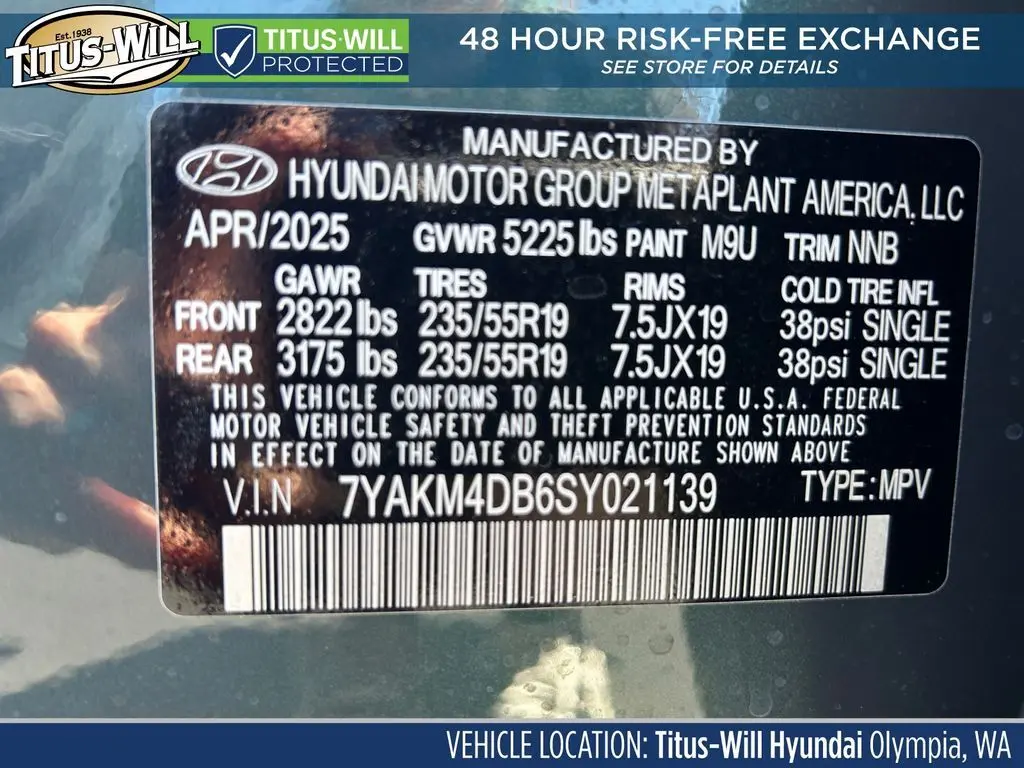 Est. 1938
TITUS-WILL
TITUS-WILL
PROTECTED
48 HOUR RISK-FREE EXCHANGE
SEE STORE FOR DETAILS
MANUFACTURED BY
HYUNDAI MOTOR GROUP METAPLANT AMERICA, LLC
APR/2025 GVWR 5225 lbs PAINT M9U TRIM NNB
GAWR TIRES RIMS COLD TIRE INFL
FRONT 2822 lbs 235/55R19 7.5JX19 38psi SINGLE
REAR 3175 lbs 235/55R19 7.5JX19 38psi SINGLE
THIS VEHICLE CONFORMS TO ALL APPLICABLE U.S.A. FEDERAL
MOTOR VEHICLE SAFETY AND THEFT PREVENTION STANDARDS
IN EFFECT ON THE DATE OF MANUFACTURE SHOWN ABOVE
V.I.N 7YAKM4DB6SY021139 TYPE: MPV
VEHICLE LOCATION: Titus-Will Hyundai Olympia, WA